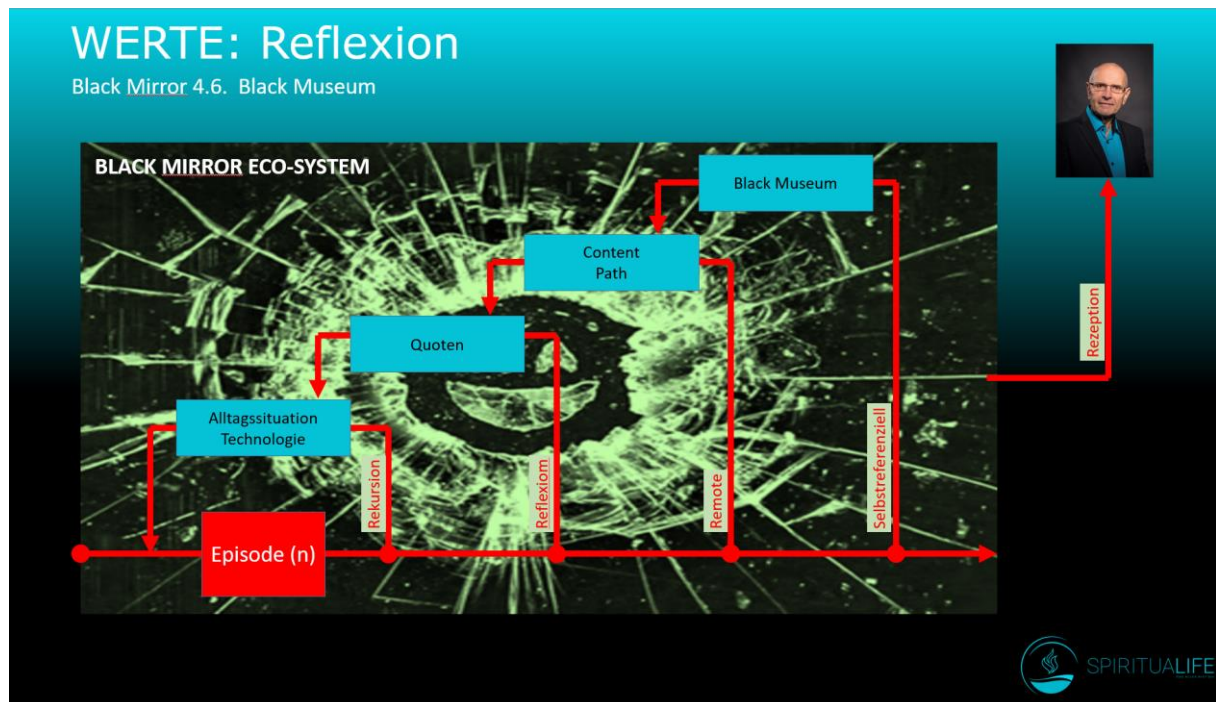 WERTE: Reflexion
Black Mirror 4.6. Black Museum
BLACK MIRROR ECO-SYSTEM
Black Museum
Content
Path
Quoten
Alltagssituation
Technologie
Episode (n)
Rekursion
Reflexiom
Remote
Selbstreferenziell
Rezeption
SPIRITUALIFE